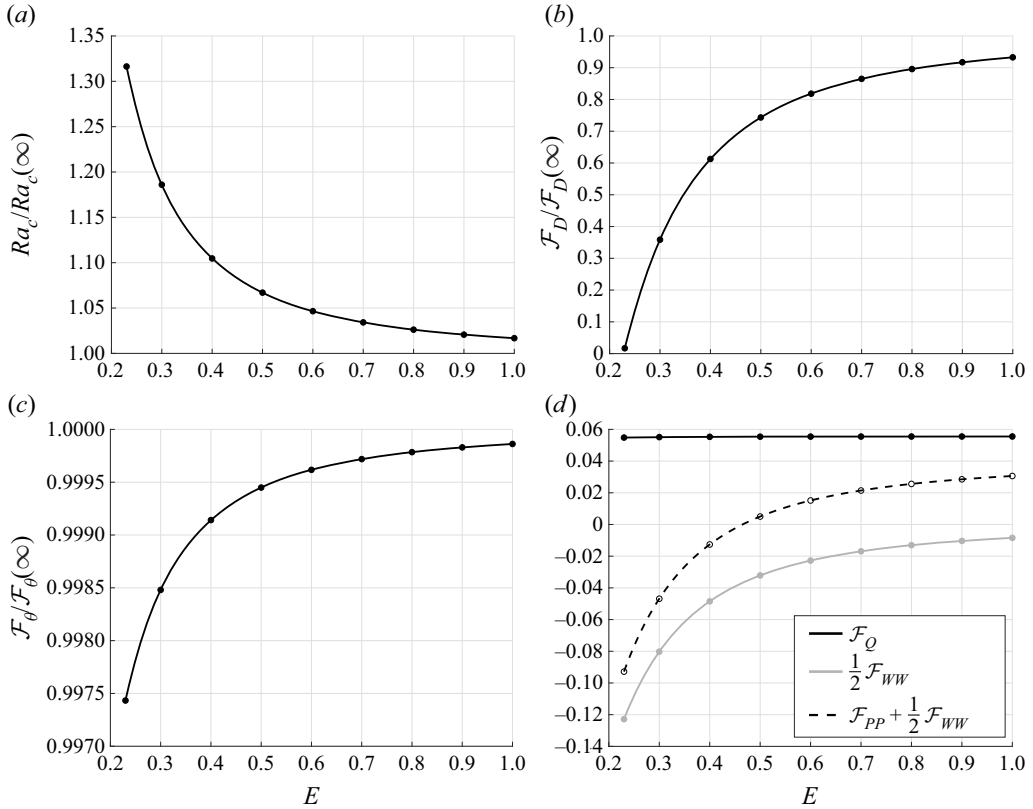 (a)
1.35
1.30
1.25
1.20
1.15
1.10
1.05
1.00
Ra_c/Ra_c(∞)
0.2 0.3 0.4 0.5 0.6 0.7 0.8 0.9 1.0
(b)
1.0
0.9
0.8
0.7
0.6
0.5
0.4
0.3
0.2
0.1
0
ℱ_D/ℱ_D(∞)
0.2 0.3 0.4 0.5 0.6 0.7 0.8 0.9 1.0
(c)
1.0000
0.9995
0.9990
0.9985
0.9980
0.9975
0.9970
ℱ_θ/ℱ_θ(∞)
0.2 0.3 0.4 0.5 0.6 0.7 0.8 0.9 1.0
E
(d)
0.06
0.04
0.02
0
–0.02
–0.04
–0.06
–0.08
–0.10
–0.12
–0.14
ℱ_Q
1/2 ℱ_WW
ℱ_PP + 1/2 ℱ_WW
0.2 0.3 0.4 0.5 0.6 0.7 0.8 0.9 1.0
E